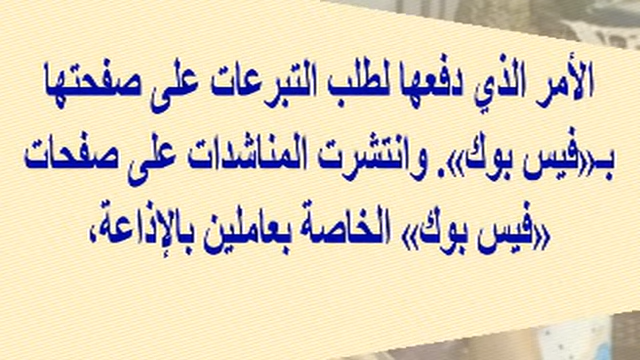 الأمر الذي دفعها لطلب التبرعات على صفحتها
بـ«فيس بوك». وانتشرت المناشدات على صفحات
«فيس بوك» الخاصة بعاملين بالإذاعة،